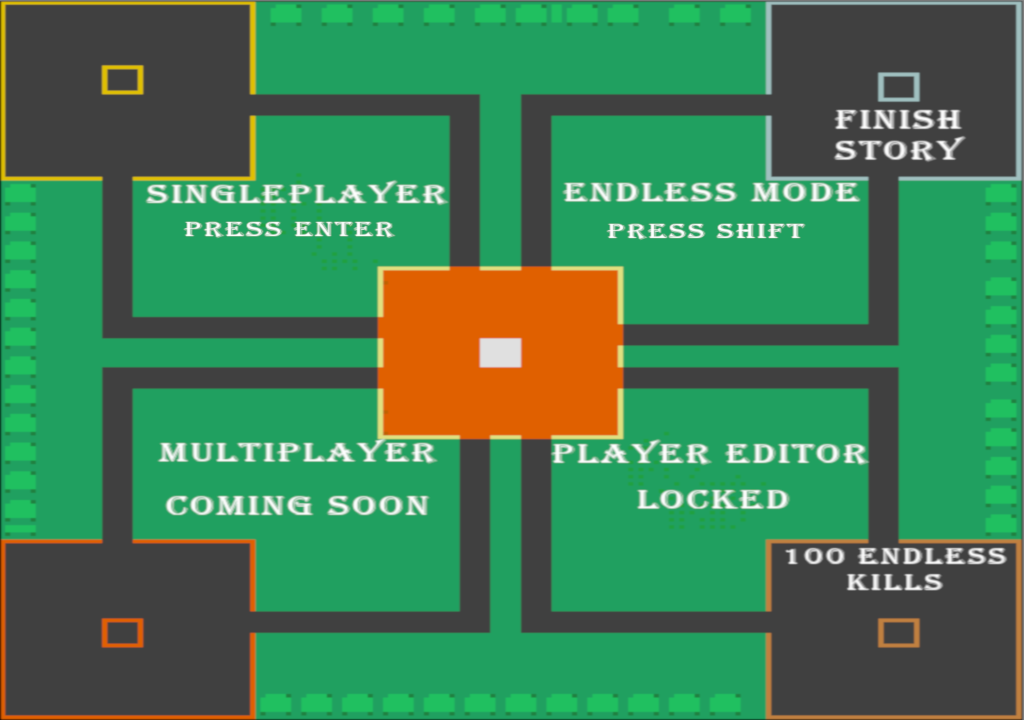 SINGLEPLAYER
PRESS ENTER
ENDLESS MODE
PRESS SHIFT
FINISH
STORY
MULTIPLAYER
COMING SOON
PLAYER EDITOR
LOCKED
100 ENDLESS
KILLS